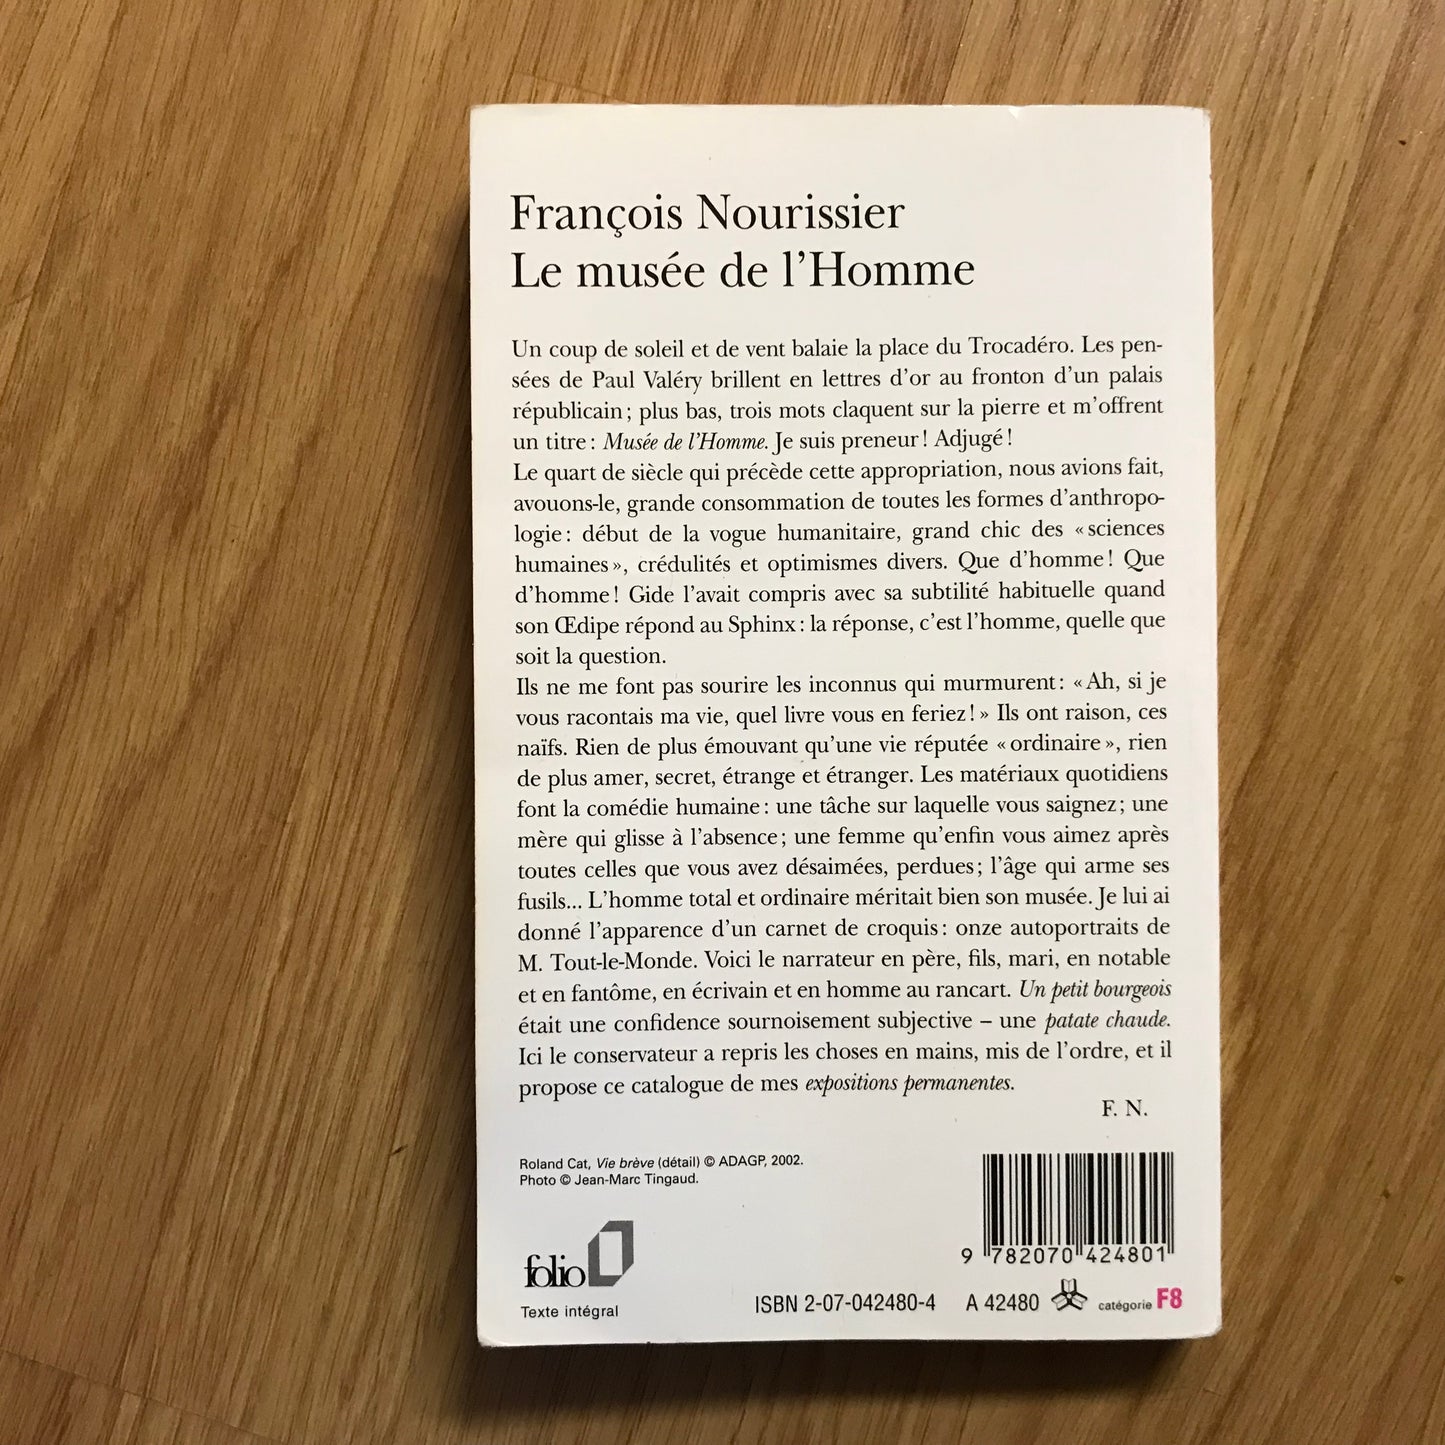 François Nourissier
Le musée de l’Homme
Un coup de soleil et de vent balaie la place du Trocadéro. Les pen-
sées de Paul Valéry brillent en lettres d’or au fronton d’un palais
républicain ; plus bas, trois mots claquent sur la pierre et m’offrent
un titre : Musée de l’Homme. Je suis preneur ! Adjugé !
Le quart de siècle qui précède cette appropriation, nous avions fait,
avouons-le, grande consommation de toutes les formes d’anthropo-
logie : début de la vogue humanitaire, grand chic des « sciences
humaines », crédulités et optimismes divers. Que d’homme ! Que
d’homme ! Gide l’avait compris avec sa subtilité habituelle quand
son Œdipe répond au Sphinx : la réponse, c’est l’homme, quelle que
soit la question.
Ils ne me font pas sourire les inconnus qui murmurent : « Ah, si je
vous racontais ma vie, quel livre vous en feriez ! » Ils ont raison, ces
naïfs. Rien de plus émouvant qu’une vie réputée « ordinaire », rien
de plus amer, secret, étrange et étranger. Les matériaux quotidiens
font la comédie humaine : une tâche sur laquelle vous saignez ; une
mère qui glisse à l’absence ; une femme qu’enfin vous aimez après
toutes celles que vous avez désaimées, perdues ; l’âge qui arme ses
fusils... L’homme total et ordinaire méritait bien son musée. Je lui ai
donné l’apparence d’un carnet de croquis : onze autoportraits de
M. Tout-le-Monde. Voici le narrateur en père, fils, mari, en notable
et en fantôme, en écrivain et en homme au rancart. Un petit bourgeois
était une confidence sournoisement subjective – une patate chaude.
Ici le conservateur a repris les choses en mains, mis de l’ordre, et il
propose ce catalogue de mes expositions permanentes.
F. N.
Roland Cat, Vie brève (détail) © ADAGP, 2002.
Photo © Jean-Marc Tingaud.
folio
Texte intégral
9 782070 424801
ISBN 2-07-042480-4 A 42480 catégorie F8